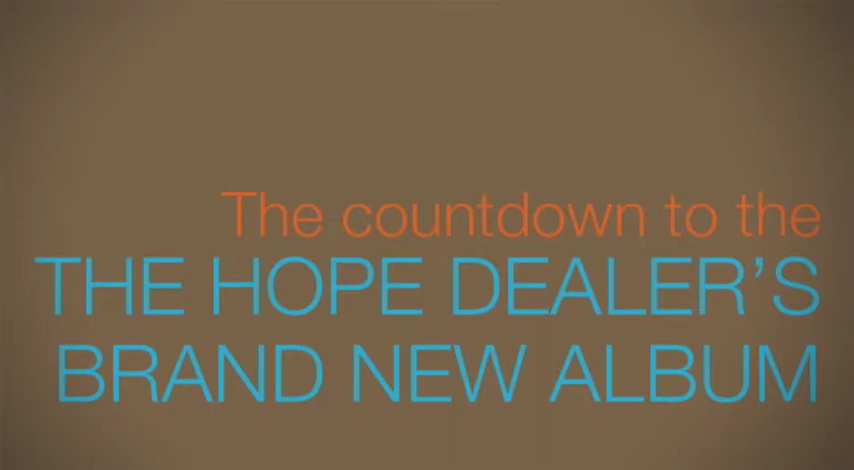 The countdown to the
THE HOPE DEALER'S
BRAND NEW ALBUM